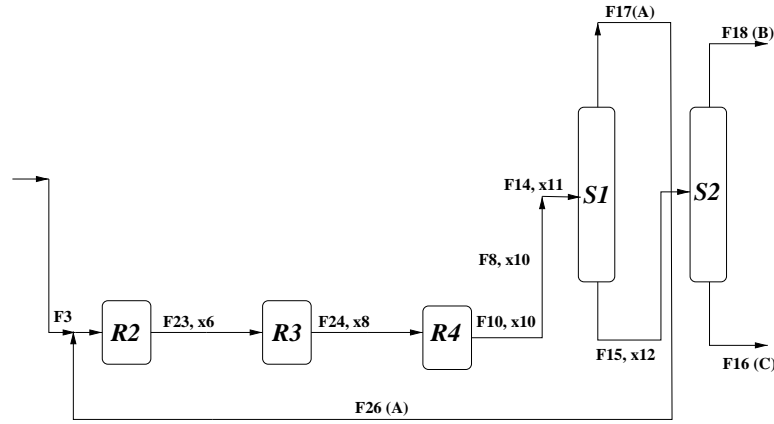 F17(A)
F18 (B)
F14, x11
S1
S2
F8, x10
F3
R2
F23, x6
R3
F24, x8
R4
F10, x10
F15, x12
F16 (C)
F26 (A)